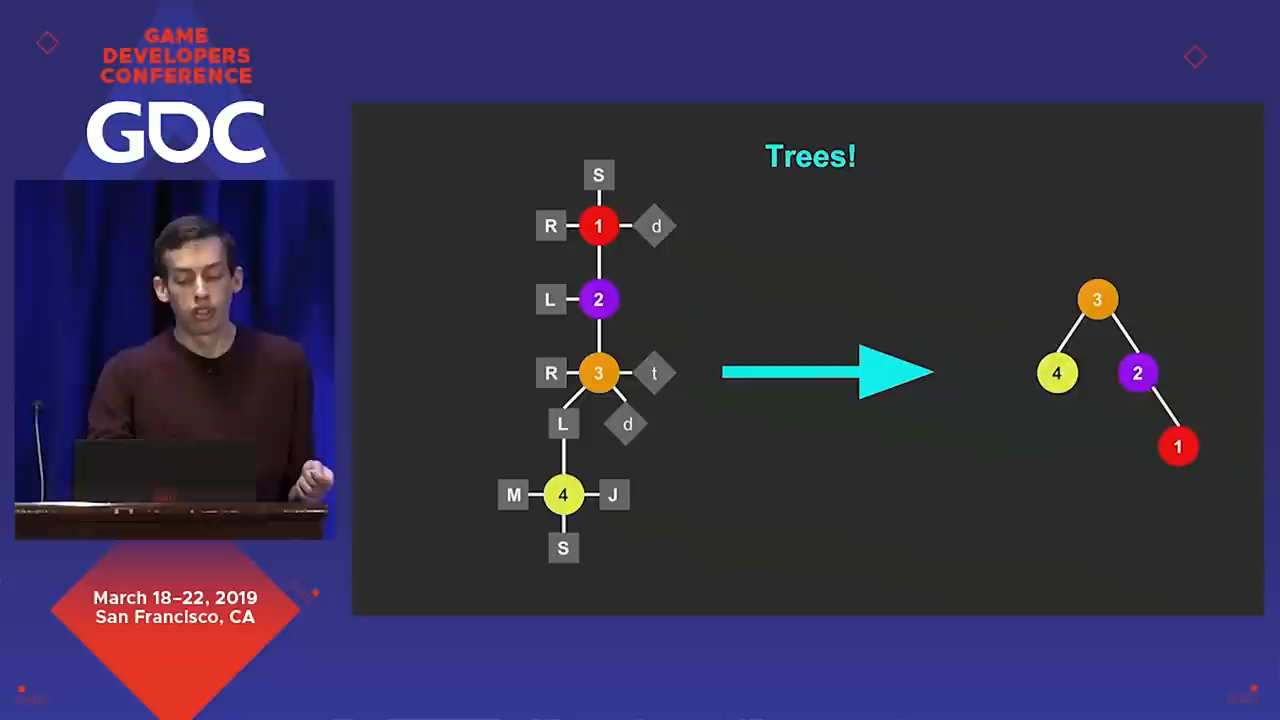 GAME
DEVELOPERS
CONFERENCE
GDC
March 18–22, 2019
San Francisco, CA
Trees!
S
R 1 d
L 2
R 3 t
L d
M 4 J
S
3
4 2
1